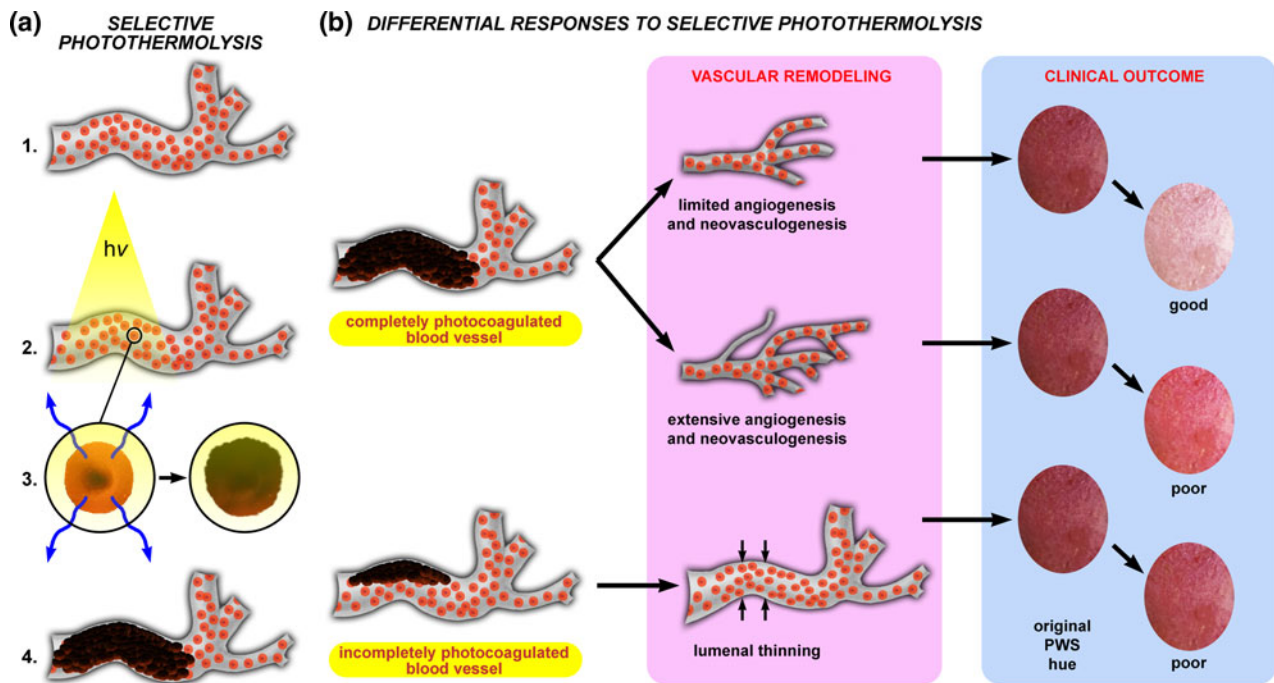 (a) SELECTIVE
PHOTOTHERMOLYSIS
1.
hν
2.
3.
4.
(b) DIFFERENTIAL RESPONSES TO SELECTIVE PHOTOTHERMOLYSIS
completely photocoagulated
blood vessel
incompletely photocoagulated
blood vessel
VASCULAR REMODELING
limited angiogenesis
and neovasculogenesis
extensive angiogenesis
and neovasculogenesis
lumenal thinning
CLINICAL OUTCOME
good
poor
original
PWS
hue
poor